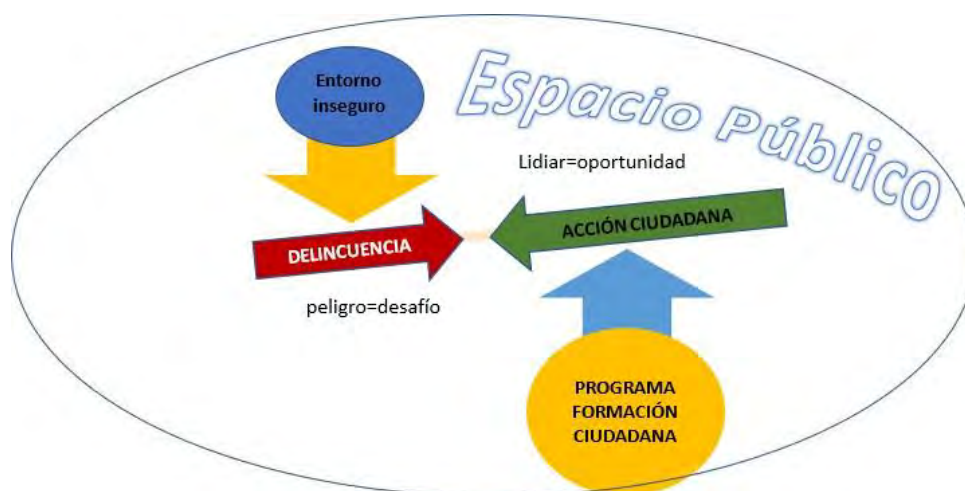 Entorno
inseguro
Espacio Público
Lidiar=oportunidad
ACCIÓN CIUDADANA
DELINCUENCIA
peligro=desafío
PROGRAMA
FORMACIÓN
CIUDADANA